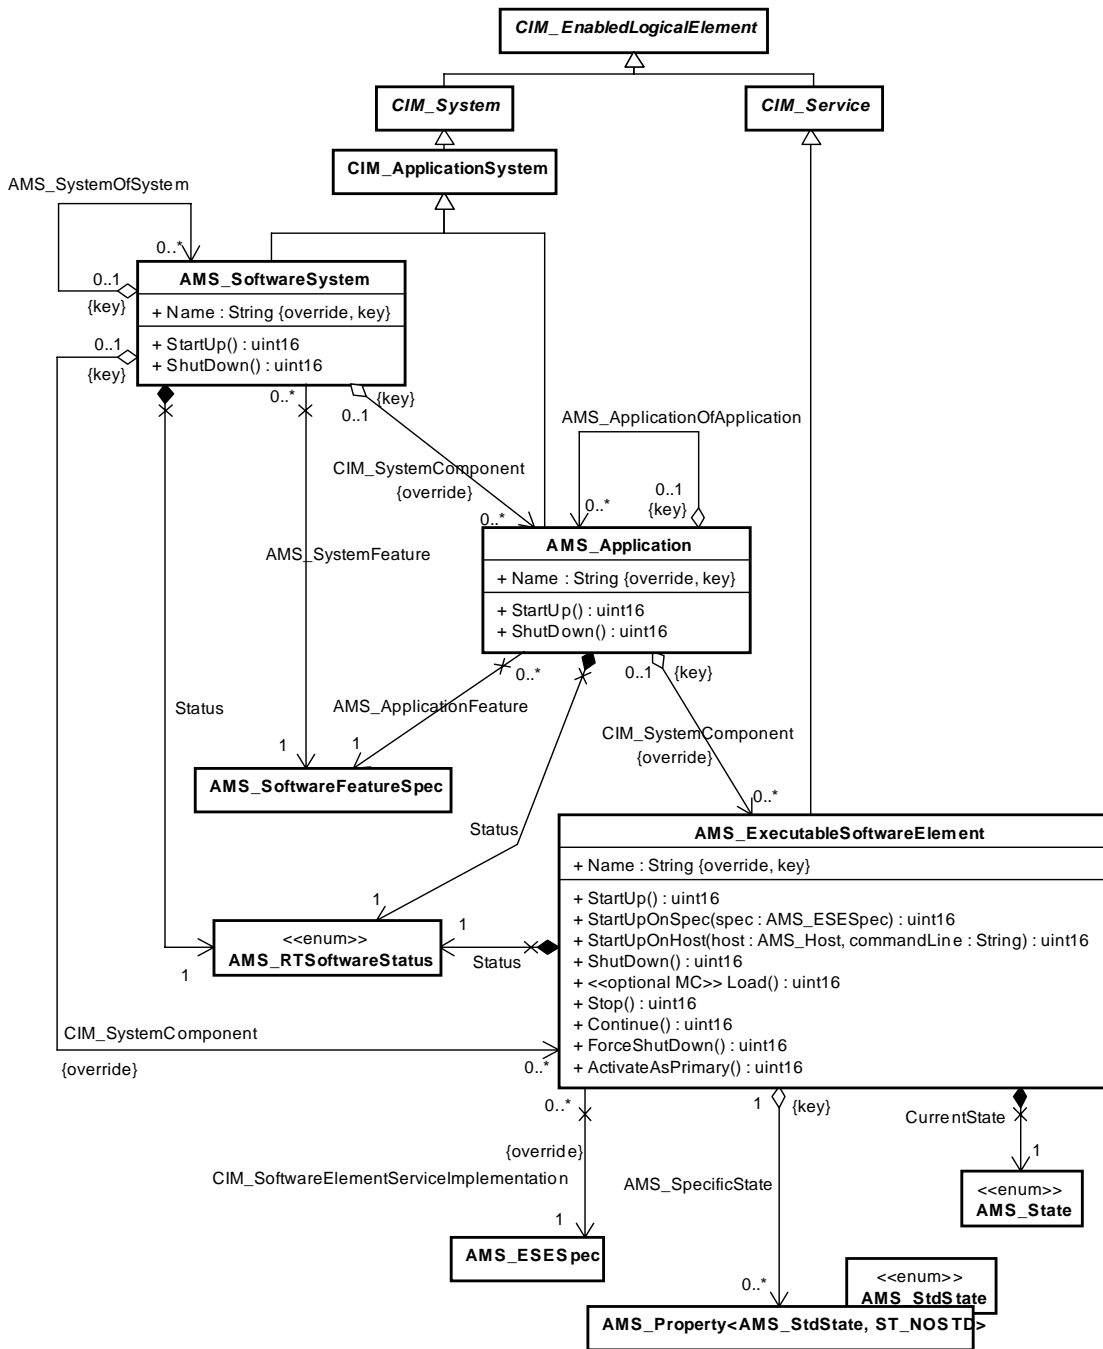 CIM_EnabledLogicalElement
CIM_System
CIM_Service
CIM_ApplicationSystem
AMS_SystemOfSystem
0..*
0..1
{key}
AMS_SoftwareSystem
+ Name : String {override, key}
+ StartUp() : uint16
+ ShutDown() : uint16
0..1
{key}
0..*
{key}
0..1
AMS_ApplicationOfApplication
CIM_SystemComponent
{override}
0..*
0..*
0..1
{key}
AMS_Application
+ Name : String {override, key}
+ StartUp() : uint16
+ ShutDown() : uint16
AMS_SystemFeature
0..*
0..1
{key}
Status
AMS_ApplicationFeature
1
1
CIM_SystemComponent
{override}
0..*
AMS_SoftwareFeatureSpec
Status
AMS_ExecutableSoftwareElement
+ Name : String {override, key}
+ StartUp() : uint16
+ StartUpOnSpec(spec : AMS_ESESpec) : uint16
+ StartUpOnHost(host : AMS_Host, commandLine : String) : uint16
+ ShutDown() : uint16
+ <<optional MC>> Load() : uint16
+ Stop() : uint16
+ Continue() : uint16
+ ForceShutDown() : uint16
+ ActivateAsPrimary() : uint16
1
1
<<enum>>
AMS_RTSoftwareStatus
1
Status
CIM_SystemComponent
{override}
0..*
0..*
{override}
CIM_SoftwareElementServiceImplementation
1
AMS_ESESpec
1
{key}
AMS_SpecificState
0..*
CurrentState
1
<<enum>>
AMS_State
<<enum>>
AMS_StdState
AMS_Property<AMS_StdState, ST_NOSTD>